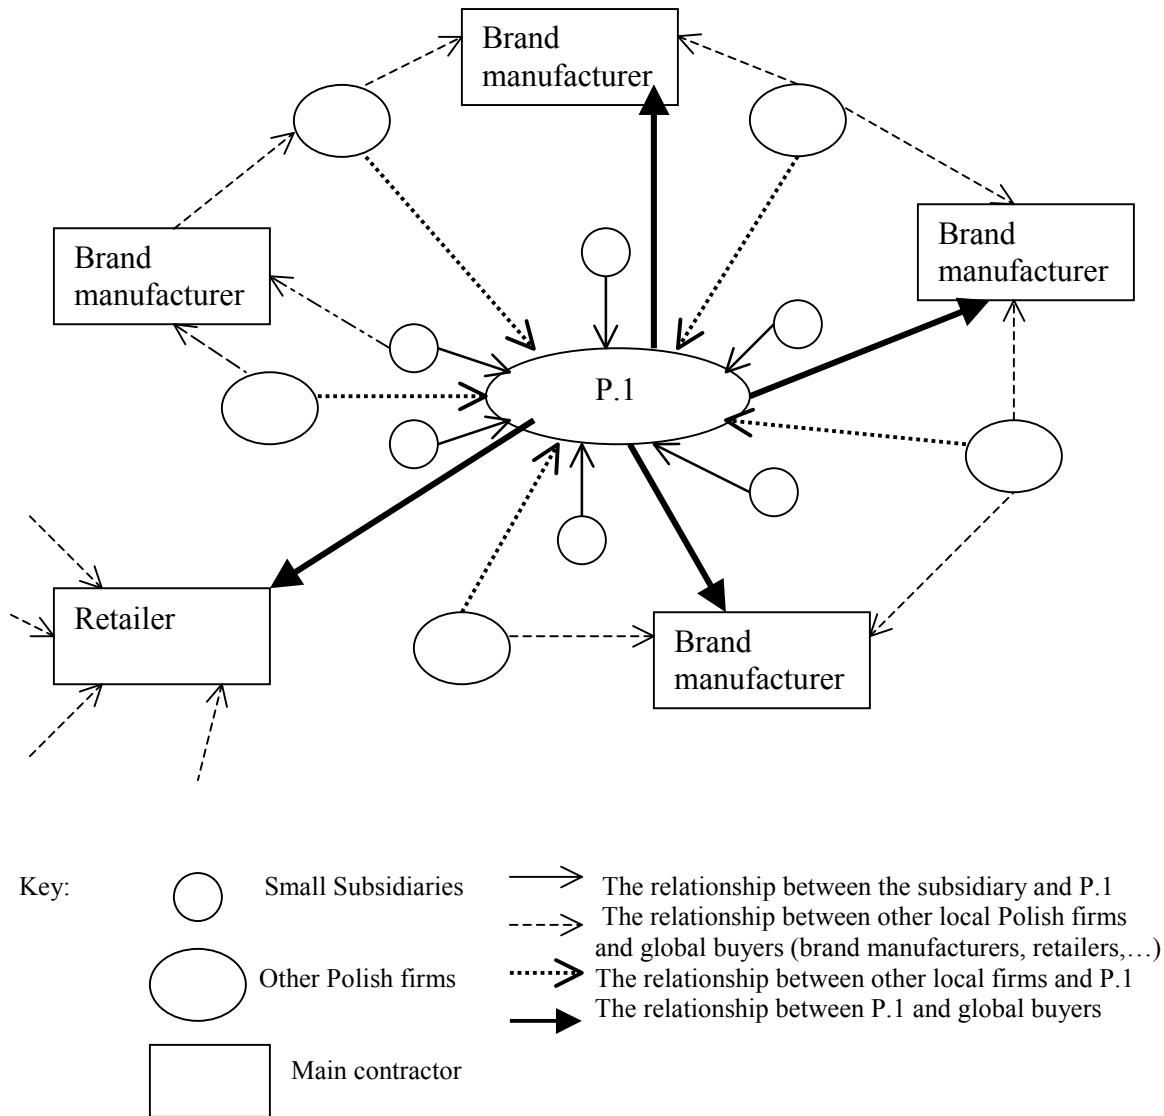 Brand
manufacturer
Brand
manufacturer
Brand
manufacturer
P.1
Retailer
Brand
manufacturer
Key:
Small Subsidiaries
The relationship between the subsidiary and P.1
The relationship between other local Polish firms
and global buyers (brand manufacturers, retailers,…)
Other Polish firms
The relationship between other local firms and P.1
The relationship between P.1 and global buyers
Main contractor